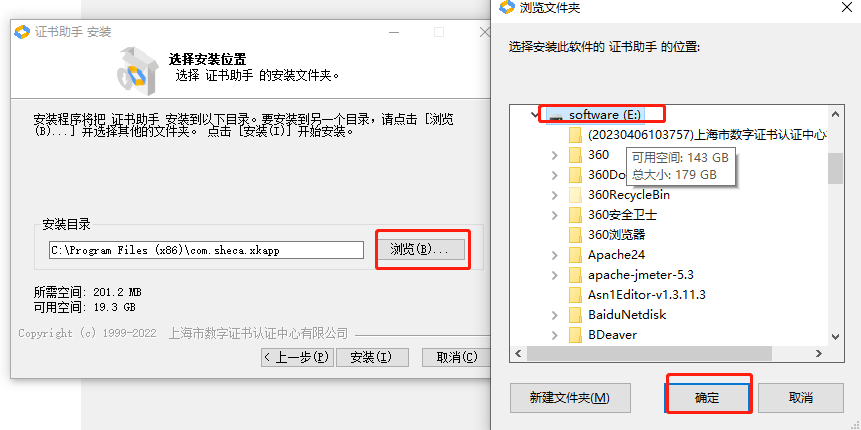 证书助手 安装
选择安装位置
选择 证书助手 的安装文件夹。
安装程序将把 证书助手 安装到以下目录。要安装到另一个目录，请点击 [浏览
(B)...] 并选择其他的文件夹。 点击 [安装(I)] 开始安装。
安装目录
C:\Program Files (x86)\com.sheca.xkapp
浏览(B)...
所需空间: 201.2 MB
可用空间: 19.3 GB
Copyright (c) 1999-2022 上海市数字证书认证中心有限公司
< 上一步(P)
安装(I)
取消(C)
浏览文件夹
选择安装此软件的 证书助手 的位置:
software (E:)
(20230406103757)上海市数字证书认证中心
360
360Do
可用空间: 143 GB
总大小: 179 GB
360RecycleBin
360安全卫士
360浏览器
Apache24
apache-jmeter-5.3
Asn1Editor-v1.3.11.3
BaiduNetdisk
BDeaver
新建文件夹(M)
确定
取消